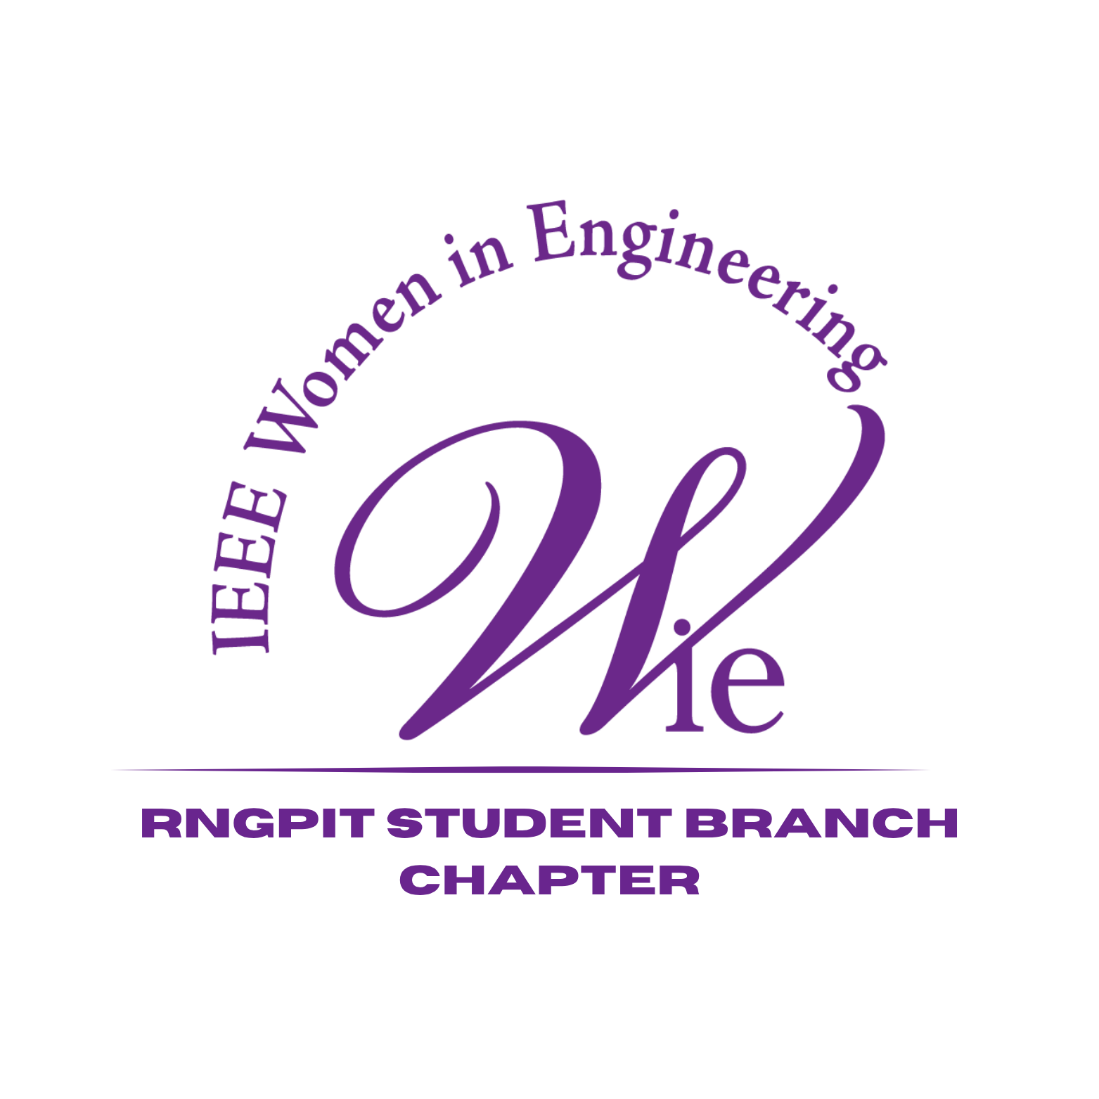 IEEE Women in Engineering
Wie
RNGPIT STUDENT BRANCH
CHAPTER